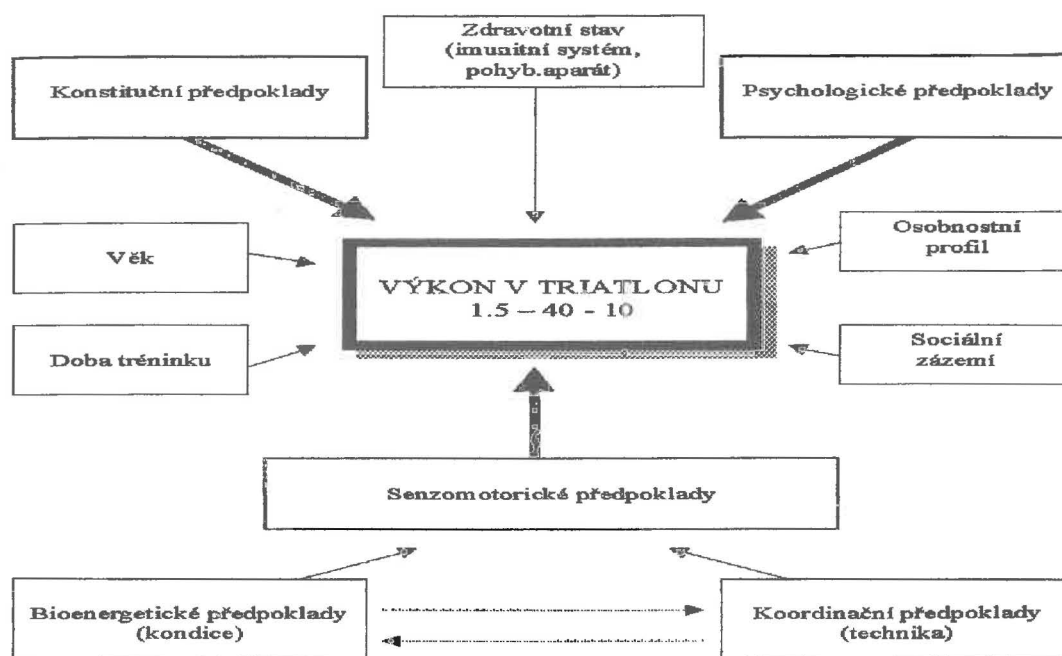 Zdravotní stav
(imunitní systém,
pohyb.aparát)
Konstituční předpoklady
Psychologické předpoklady
Věk
Osobnostní
profil
VÝKON V TRIATLONU
1.5 – 40 - 10
Doba tréninku
Sociální
zázemí
Senzomotorické předpoklady
Bioenergetické předpoklady
(kondice)
Koordinační předpoklady
(technika)